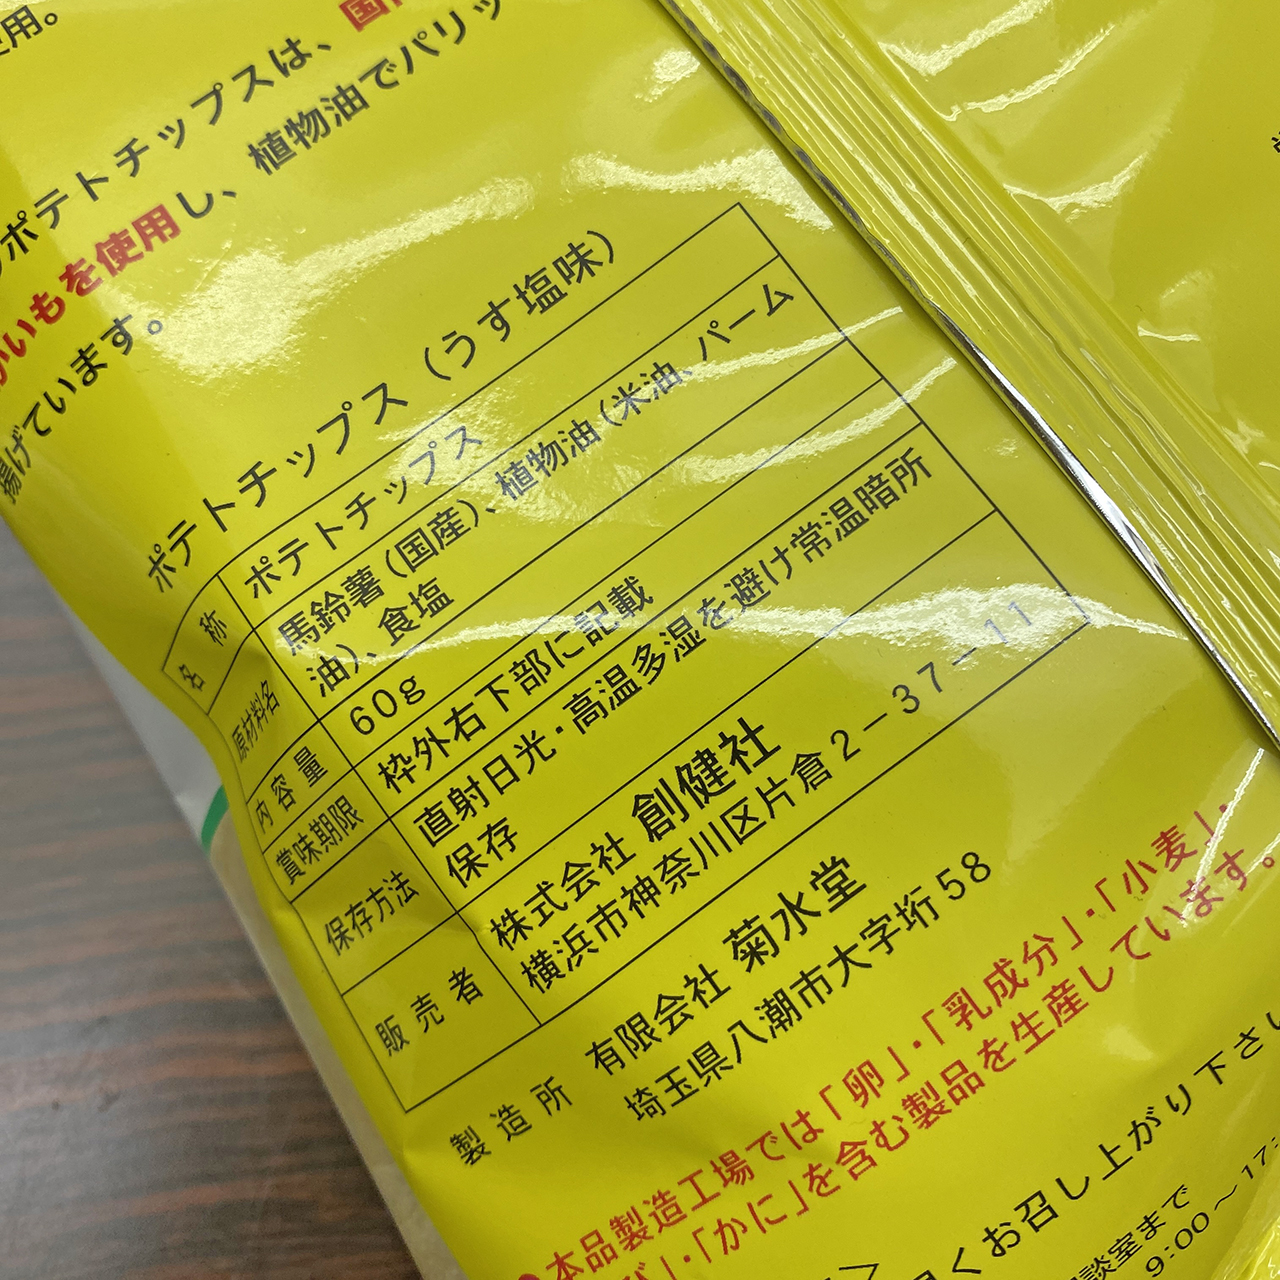 使用。
ポテトチップスは、国
いもを使用し、植物油でパリッ
揚げています。
ポテトチップス（うす塩味）
名称 ポテトチップス
原材料名 馬鈴薯(国産)、植物油(米油、パーム
油)、食塩
内容量 60g
賞味期限 枠外右下部に記載
保存方法 直射日光・高温多湿を避け常温暗所
保存
販売者 株式会社 創健社
横浜市神奈川区片倉2－37－11
製造所 有限会社 菊水堂
埼玉県八潮市大字垳58
●本品製造工場では「卵」・「乳成分」・「小麦」・
び」・「かに」を含む製品を生産しています。
くお召し上がり下さい
談室まで
9:00～17: